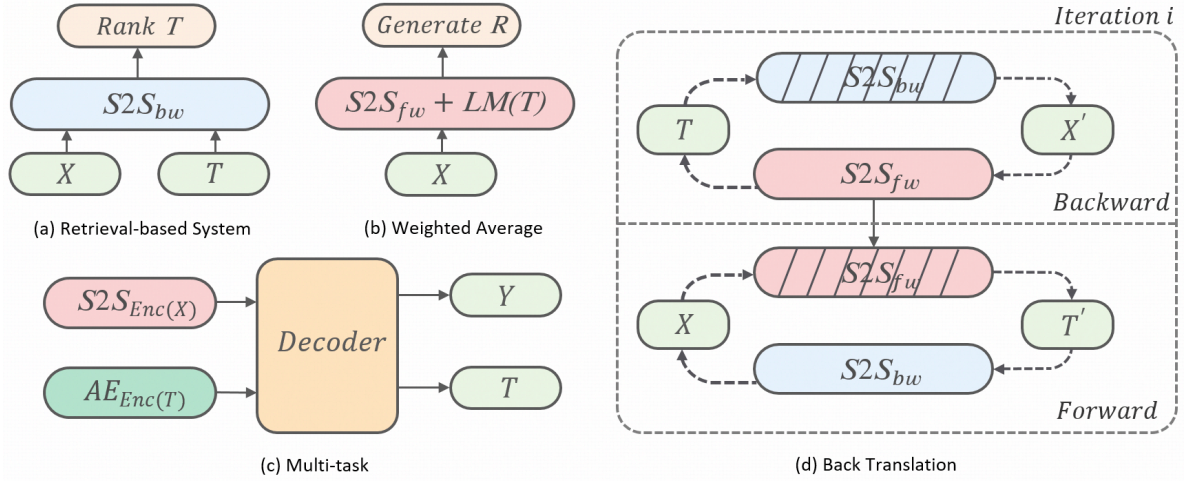 Rank T
S2S_bw
X
T
(a) Retrieval-based System
Generate R
S2S_fw + LM(T)
X
(b) Weighted Average
S2S_Enc(X)
AE_Enc(T)
Decoder
Y
T
(c) Multi-task
Iteration i
S2S_bw
T
X′
S2S_fw
Backward
S2S_fw
X
T′
S2S_bw
Forward
(d) Back Translation